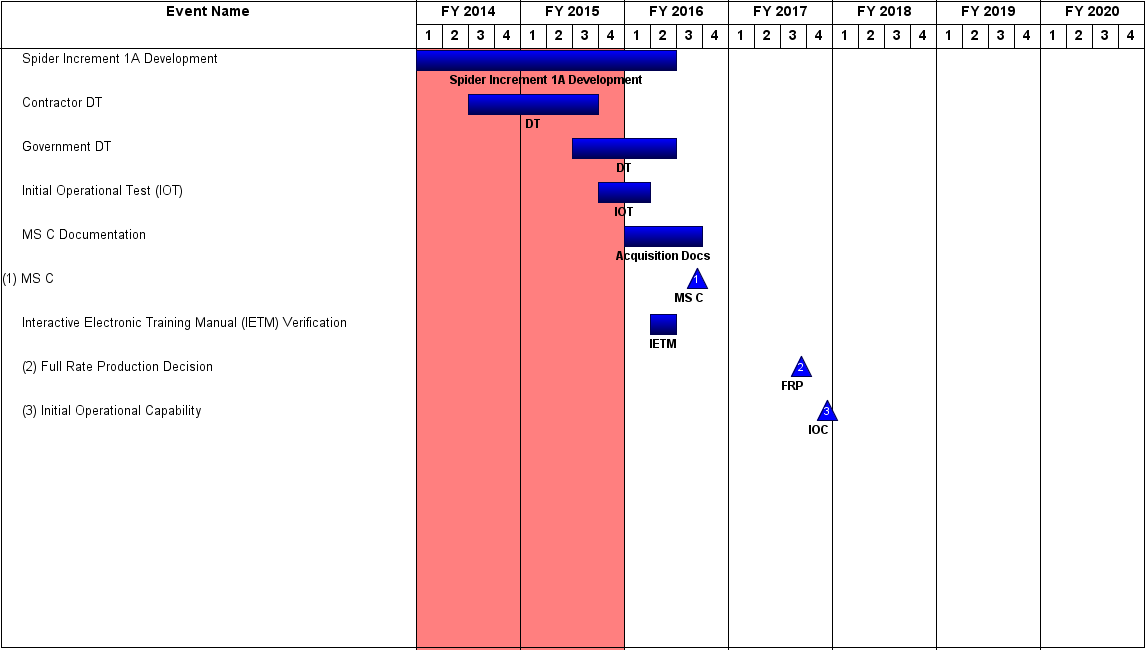 Event Name FY 2014 FY 2015 FY 2016 FY 2017 FY 2018 FY 2019 FY 2020
1 2 3 4 1 2 3 4 1 2 3 4 1 2 3 4 1 2 3 4 1 2 3 4 1 2 3 4
Spider Increment 1A Development
Spider Increment 1A Development
Contractor DT
DT
Government DT
DT
Initial Operational Test (IOT)
IOT
MS C Documentation
Acquisition Docs
(1) MS C 1
MS C
Interactive Electronic Training Manual (IETM) Verification
IETM
(2) Full Rate Production Decision 2
FRP
(3) Initial Operational Capability 3
IOC